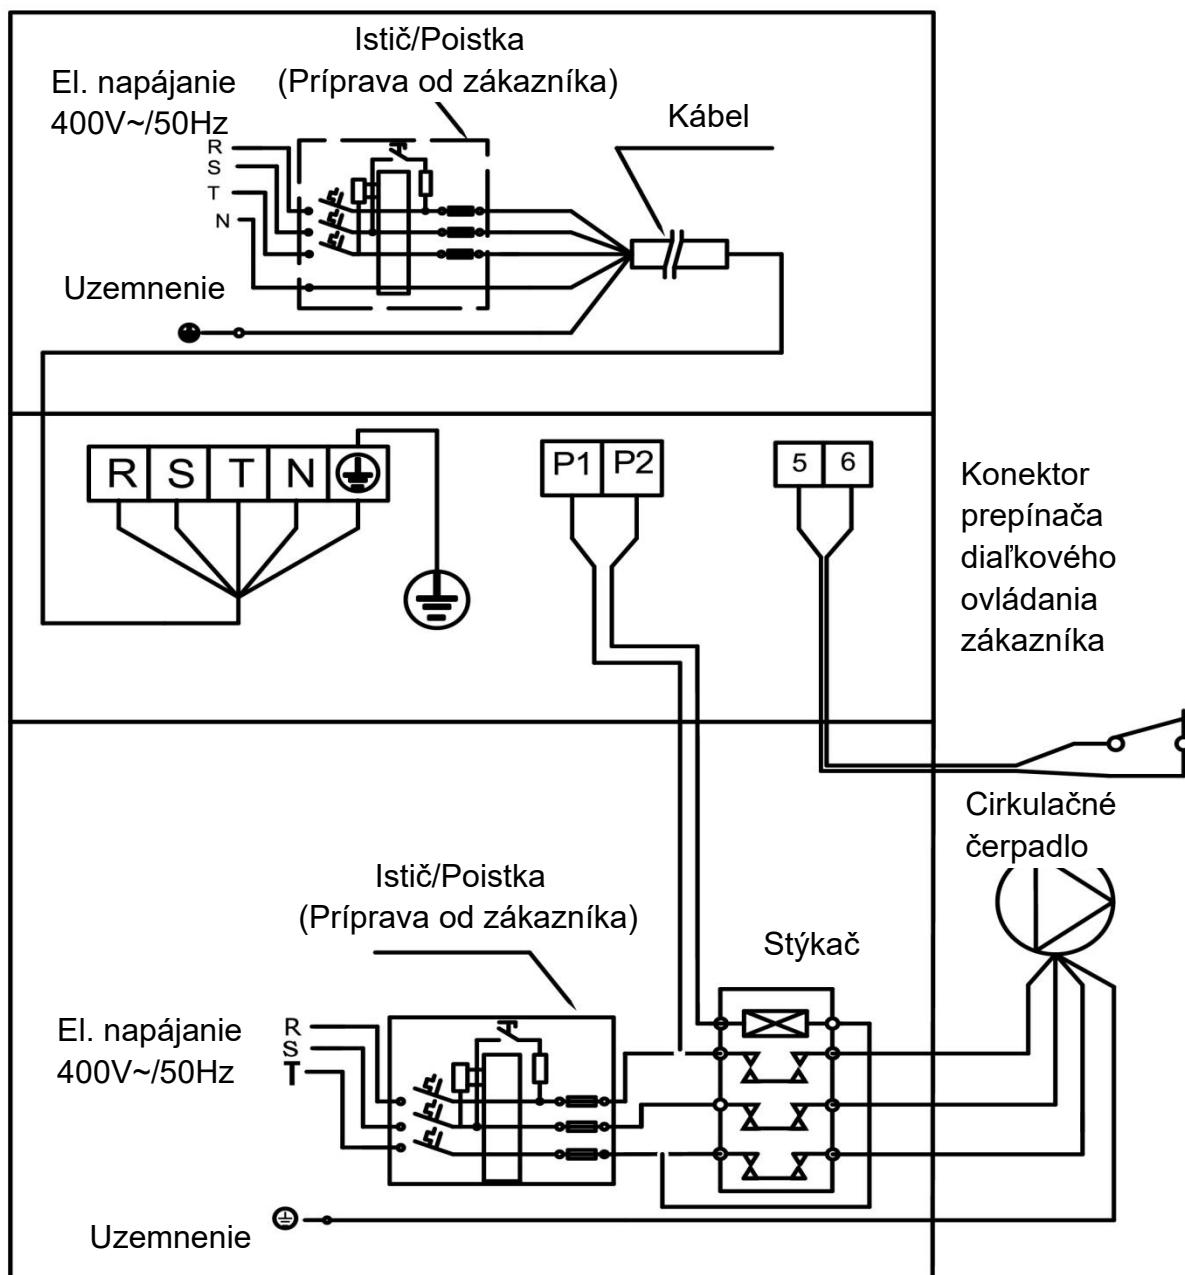 Istič/Poistka
(Príprava od zákazníka)
El. napájanie
400V~/50Hz
Kábel
R
S
T
N
Uzemnenie
R S T N
P1 P2
5 6
Konektor
prepínača
diaľkového
ovládania
zákazníka
Cirkulačné
čerpadlo
Istič/Poistka
(Príprava od zákazníka)
Stýkač
El. napájanie
400V~/50Hz
R
S
T
Uzemnenie